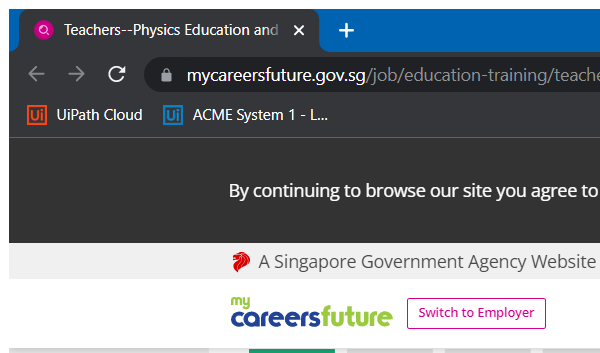 Teachers--Physics Education and
mycareersfuture.gov.sg/job/education-training/teache
Ui UiPath Cloud Ui ACME System 1 - L...
By continuing to browse our site you agree to
A Singapore Government Agency Website
my
careersfuture Switch to Employer